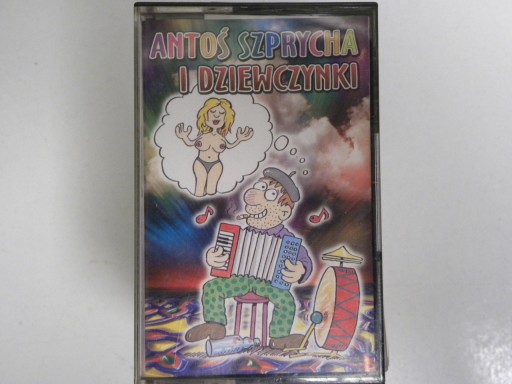 ANTOŚ SZPRYCHA
I DZIEWCZYNKI